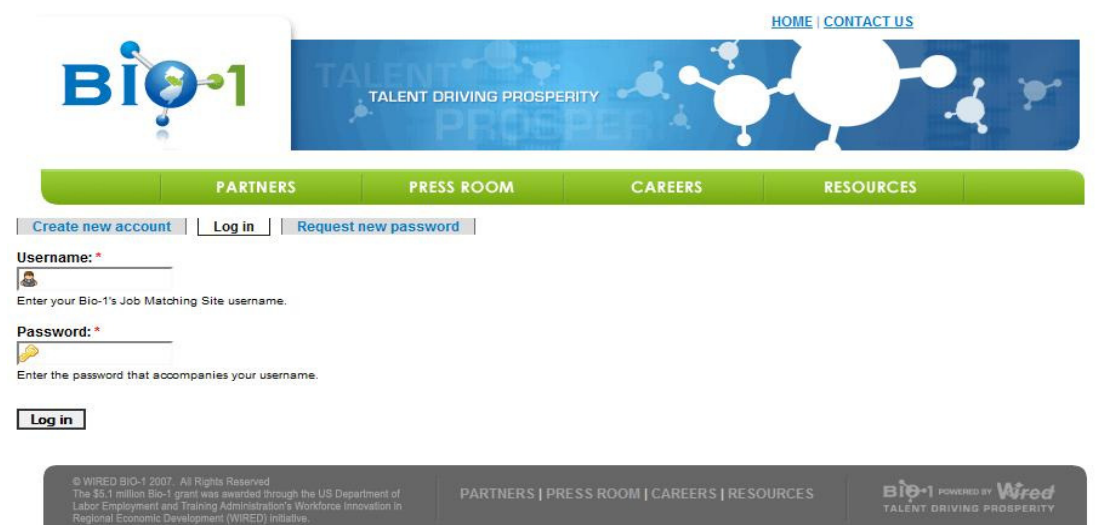 HOME | CONTACT US
BIO-1
TALENT
TALENT DRIVING PROSPERITY
PROSPER
PARTNERS PRESS ROOM CAREERS RESOURCES
Create new account Log in Request new password
Username: *
Enter your Bio-1's Job Matching Site username.
Password: *
Enter the password that accompanies your username.
Log in
© WIRED BIO-1 2007. All Rights Reserved
The $5.1 million Bio-1 grant was awarded through the US Department of
Labor Employment and Training Administration's Workforce Innovation in
Regional Economic Development (WIRED) initiative.
PARTNERS | PRESS ROOM | CAREERS | RESOURCES
BIO-1 POWERED BY Wired
TALENT DRIVING PROSPERITY